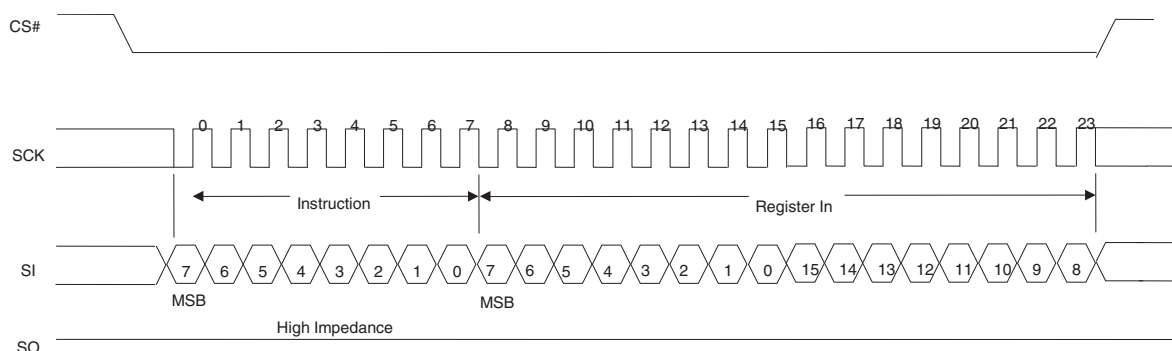 CS#
0 1 2 3 4 5 6 7 8 9 10 11 12 13 14 15 16 17 18 19 20 21 22 23
SCK
Instruction
Register In
SI
7 6 5 4 3 2 1 0 7 6 5 4 3 2 1 0 15 14 13 12 11 10 9 8
MSB
MSB
High Impedance
SO